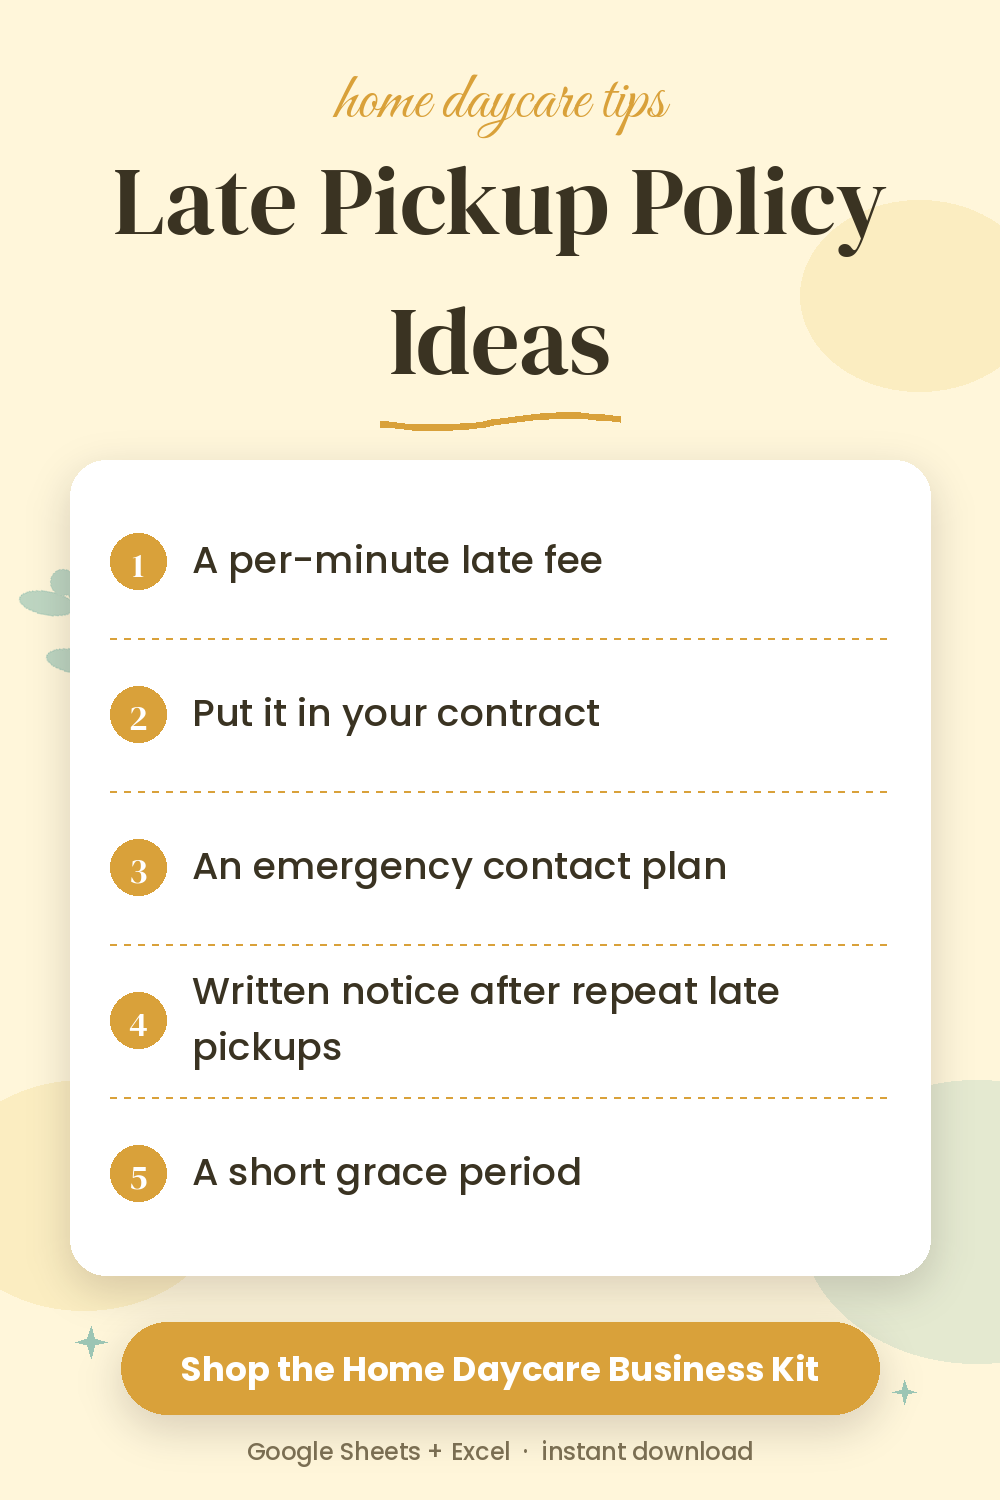 home daycare tips
Late Pickup Policy
Ideas
1 A per-minute late fee
2 Put it in your contract
3 An emergency contact plan
4 Written notice after repeat late
pickups
5 A short grace period
Shop the Home Daycare Business Kit
Google Sheets + Excel · instant download